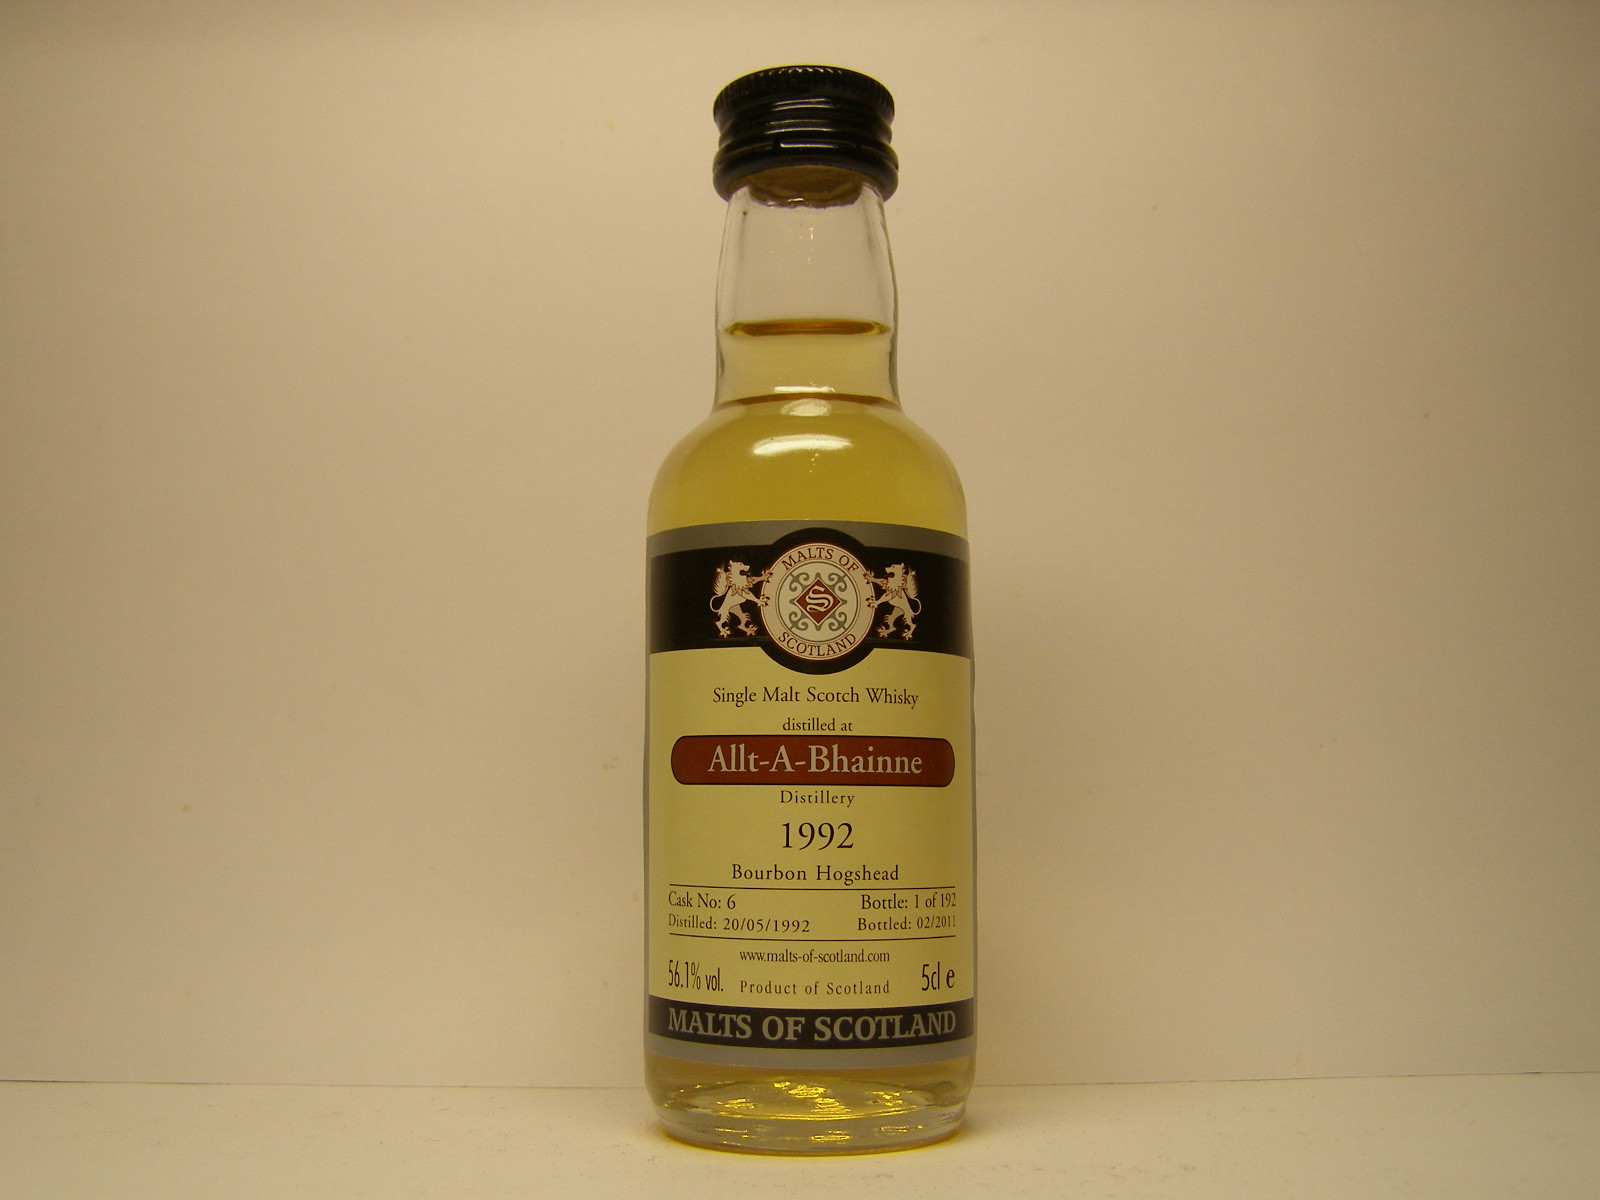 MALTS OF
S
SCOTLAND
Single Malt Scotch Whisky
distilled at
Allt-A-Bhainne
Distillery
1992
Bourbon Hogshead
Cask No: 6 Bottle: 1 of 192
Distilled: 20/05/1992 Bottled: 02/2011
www.malts-of-scotland.com
56.1% vol. Product of Scotland 5cl e
MALTS OF SCOTLAND